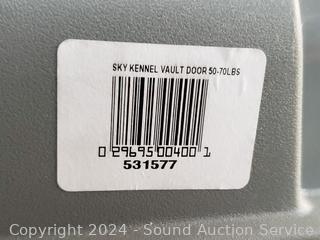 SKY KENNEL VAULT DOOR 50-70LBS
0 29695 00400 1
531577
Copyright © 2024 - Sound Auction Service